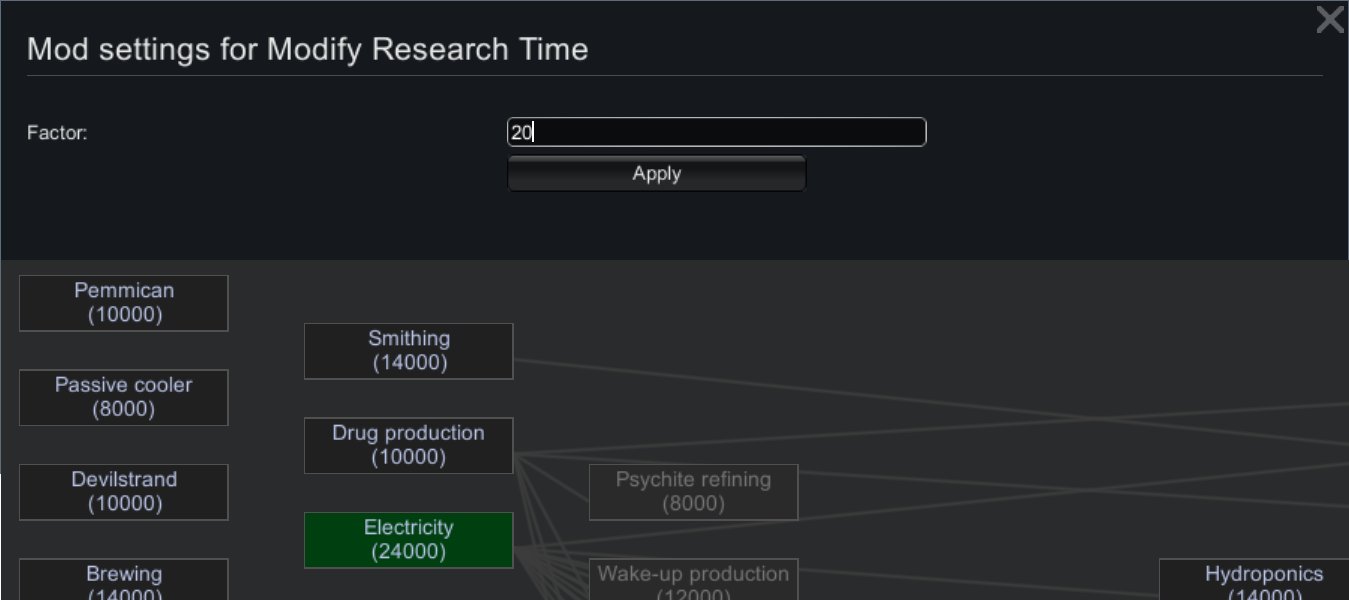 Mod settings for Modify Research Time
Factor:
20
Apply
Pemmican
(10000)
Smithing
(14000)
Passive cooler
(8000)
Drug production
(10000)
Devilstrand
(10000)
Psychite refining
(8000)
Electricity
(24000)
Brewing
(14000)
Wake-up production
(12000)
Hydroponics
(14000)